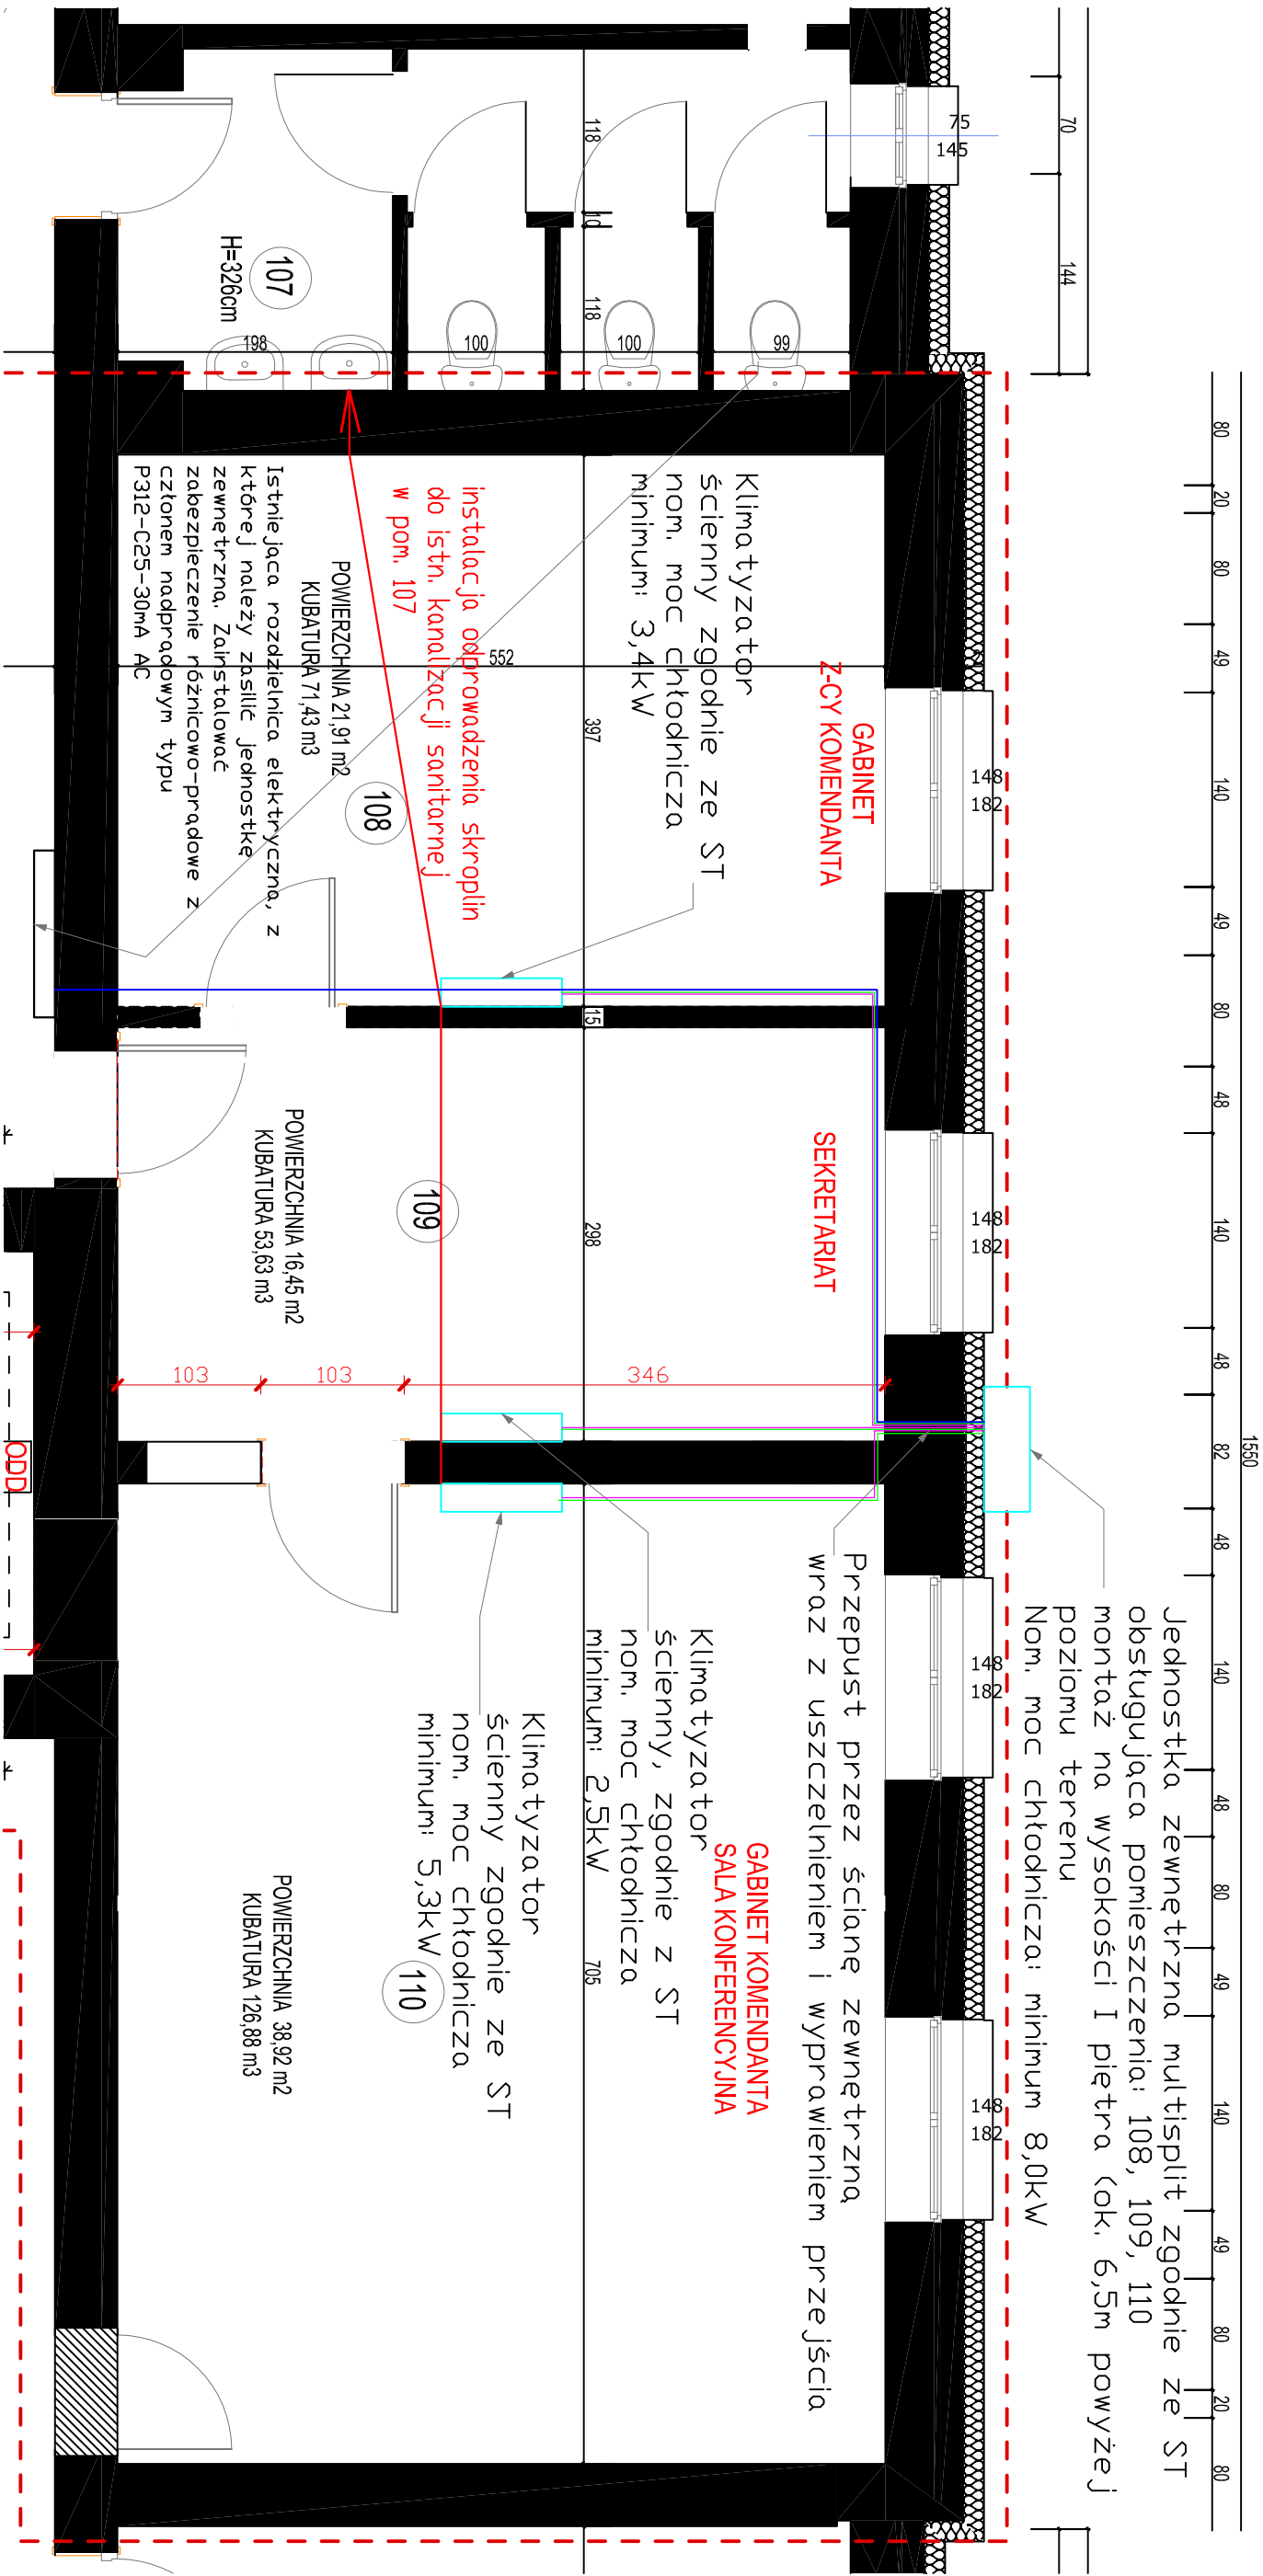 1550
80 20 80 49 140 49 80 48 140 48 82 48 140 48 80 49 140 49 80 20 80
70 144
Jednostka zewnętrzna multisplit zgodnie ze ST
obsługująca pomieszczenia: 108, 109, 110
montaż na wysokości I piętra (ok. 6,5m powyżej
poziomu terenu
Nom. moc chłodnicza: minimum 8,0kW
75
145
148
182
148
182
148
182
148
182
GABINET
Z-CY KOMENDANTA
SEKRETARIAT
Przepust przez ścianę zewnętrzną
wraz z uszczelnieniem i wyprawieniem przejścia
GABINET KOMENDANTA
SALA KONFERENCYJNA
Klimatyzator
ścienny zgodnie ze ST
nom. moc chłodnicza
minimum: 3,4kW
Klimatyzator
ścienny, zgodnie z ST
nom. moc chłodnicza
minimum: 2,5kW
Klimatyzator
ścienny zgodnie ze ST
nom. moc chłodnicza
minimum: 5,3kW
118 10 118 397 15 298 705
99
100
100
198
552
346
103
103
instalacja odprowadzenia skroplin
do istn. kanalizacji sanitarnej
w pom. 107
107
H=326cm
108
POWIERZCHNIA 21,91 m2
KUBATURA 71,43 m3
109
POWIERZCHNIA 16,45 m2
KUBATURA 53,63 m3
110
POWIERZCHNIA 38,92 m2
KUBATURA 126,88 m3
Istniejąca rozdzielnica elektryczna, z
której należy zasilić jednostkę
zewnętrzną. Zainstalować
zabezpieczenie różnicowo-prądowe z
członem nadprądowym typu
P312-C25-30mA AC
ODD